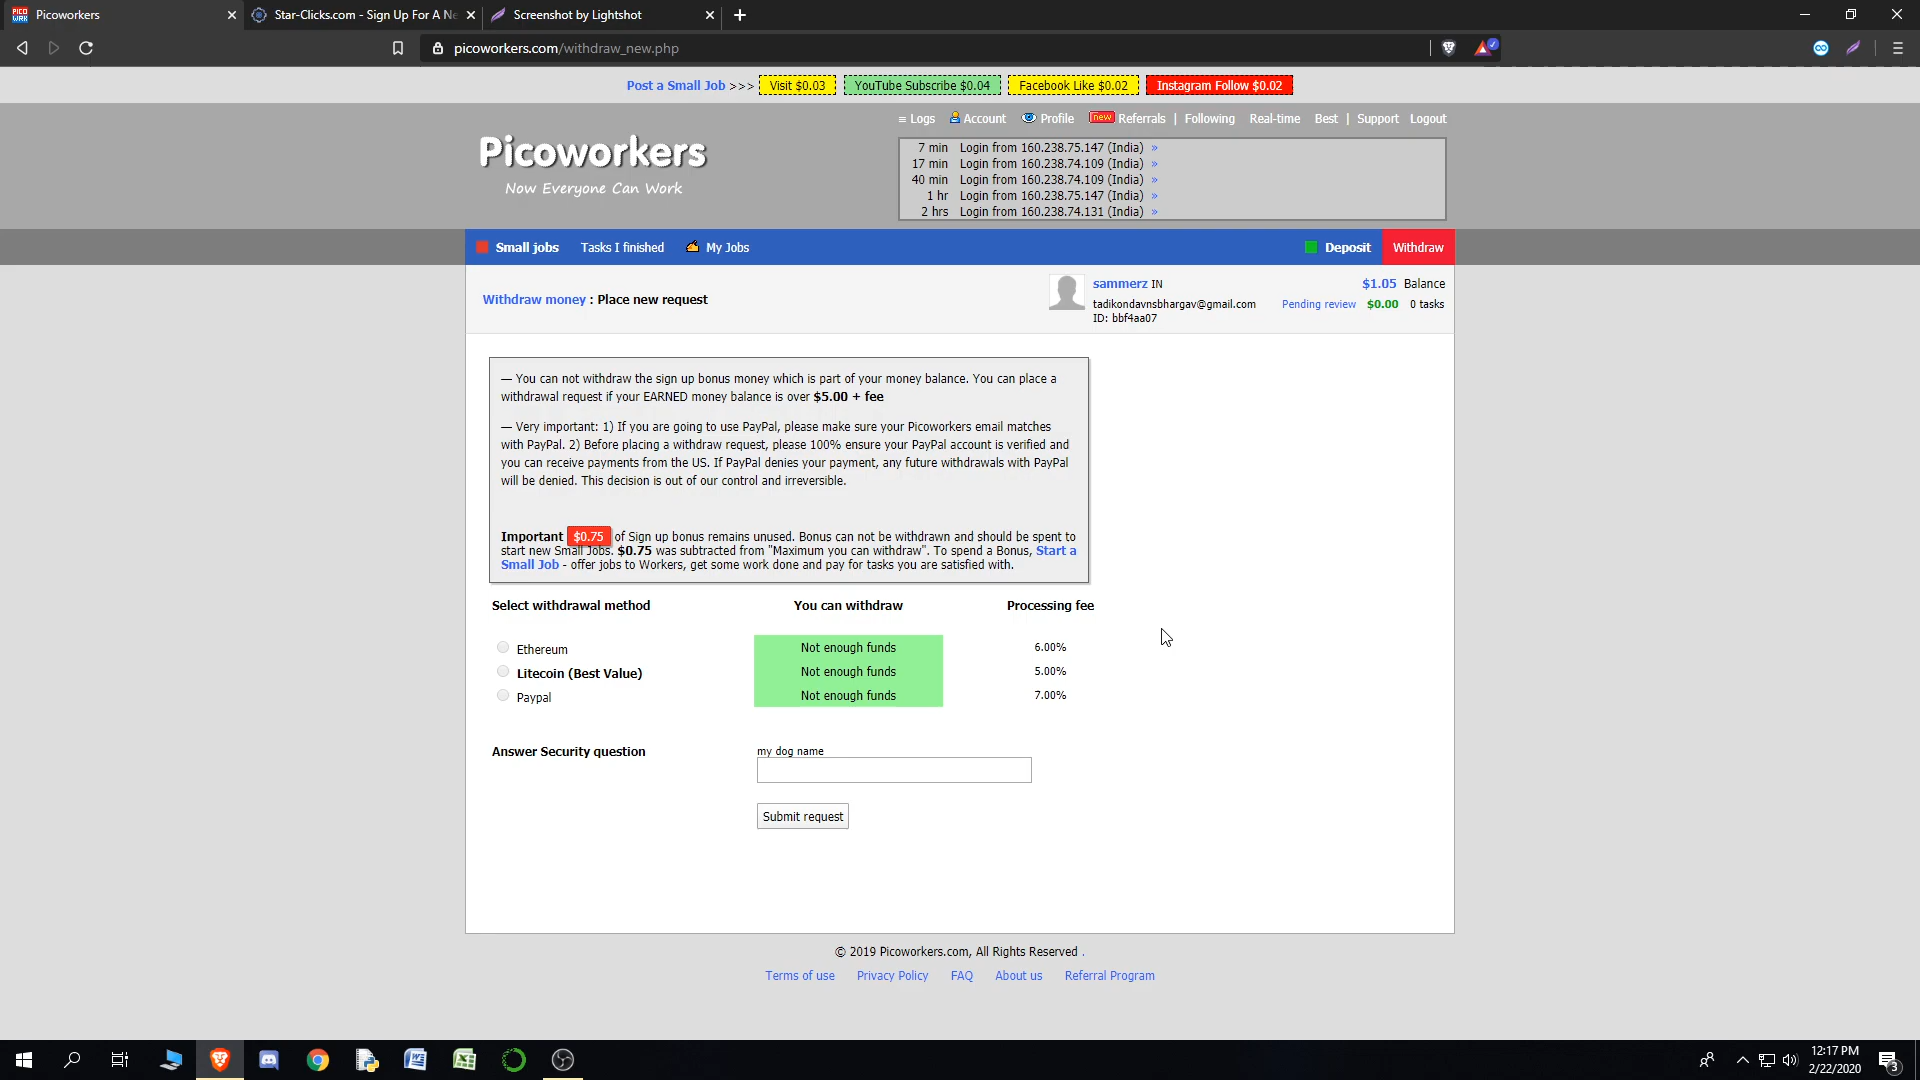 Picoworkers
Star-Clicks.com - Sign Up For A Ne
Screenshot by Lightshot
picoworkers.com/withdraw_new.php
Post a Small Job >>> Visit $0.03 YouTube Subscribe $0.04 Facebook Like $0.02 Instagram Follow $0.02
≡ Logs Account Profile new Referrals | Following Real-time Best | Support Logout
Picoworkers
Now Everyone Can Work
7 min Login from 160.238.75.147 (India) »
17 min Login from 160.238.74.109 (India) »
40 min Login from 160.238.74.109 (India) »
1 hr Login from 160.238.75.147 (India) »
2 hrs Login from 160.238.74.131 (India) »
Small jobs Tasks I finished My Jobs Deposit Withdraw
Withdraw money : Place new request
sammerz IN
tadikondavnsbhargav@gmail.com
ID: bbf4aa07
$1.05 Balance
Pending review $0.00 0 tasks
— You can not withdraw the sign up bonus money which is part of your money balance. You can place a
withdrawal request if your EARNED money balance is over $5.00 + fee
— Very important: 1) If you are going to use PayPal, please make sure your Picoworkers email matches
with PayPal. 2) Before placing a withdraw request, please 100% ensure your PayPal account is verified and
you can receive payments from the US. If PayPal denies your payment, any future withdrawals with PayPal
will be denied. This decision is out of our control and irreversible.
Important $0.75 of Sign up bonus remains unused. Bonus can not be withdrawn and should be spent to
start new Small Jobs. $0.75 was subtracted from "Maximum you can withdraw". To spend a Bonus, Start a
Small Job - offer jobs to Workers, get some work done and pay for tasks you are satisfied with.
Select withdrawal method You can withdraw Processing fee
Ethereum Not enough funds 6.00%
Litecoin (Best Value) Not enough funds 5.00%
Paypal Not enough funds 7.00%
Answer Security question my dog name
Submit request
© 2019 Picoworkers.com, All Rights Reserved .
Terms of use Privacy Policy FAQ About us Referral Program
12:17 PM
2/22/2020
3